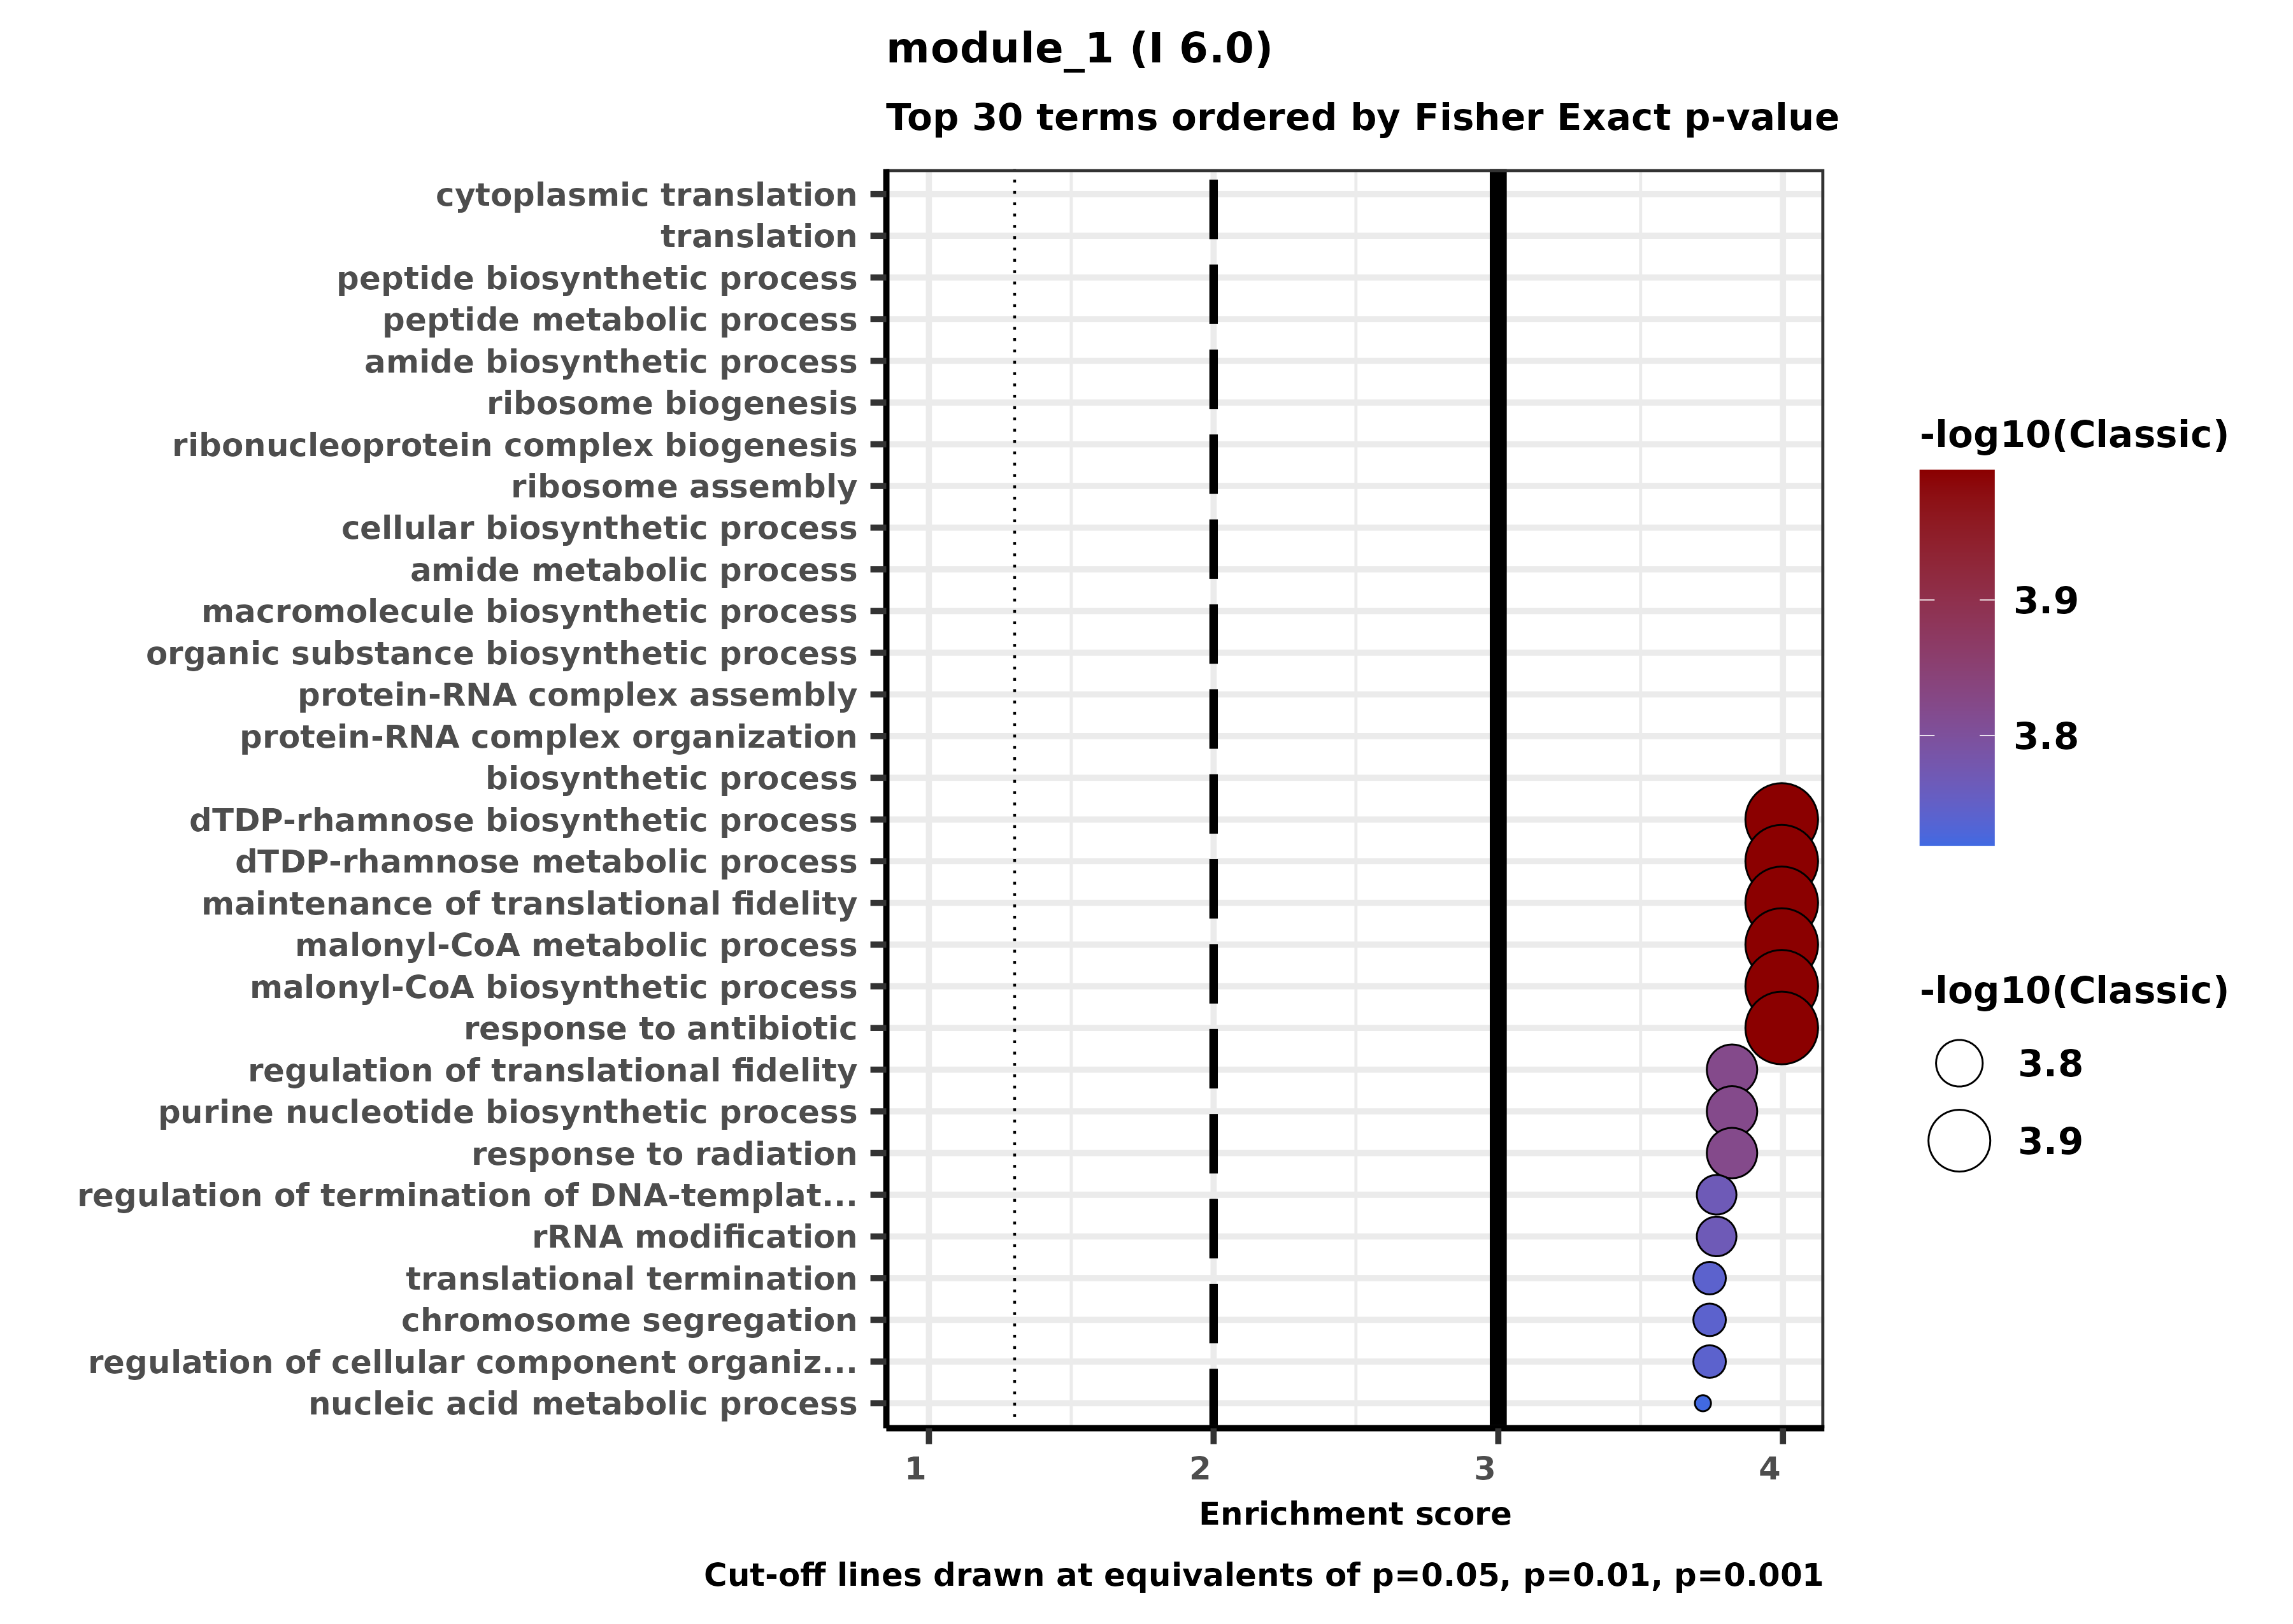 module_1 (I 6.0)
Top 30 terms ordered by Fisher Exact p-value
cytoplasmic translation
translation
peptide biosynthetic process
peptide metabolic process
amide biosynthetic process
ribosome biogenesis
ribonucleoprotein complex biogenesis
ribosome assembly
cellular biosynthetic process
amide metabolic process
macromolecule biosynthetic process
organic substance biosynthetic process
protein-RNA complex assembly
protein-RNA complex organization
biosynthetic process
dTDP-rhamnose biosynthetic process
dTDP-rhamnose metabolic process
maintenance of translational fidelity
malonyl-CoA metabolic process
malonyl-CoA biosynthetic process
response to antibiotic
regulation of translational fidelity
purine nucleotide biosynthetic process
response to radiation
regulation of termination of DNA-templat...
rRNA modification
translational termination
chromosome segregation
regulation of cellular component organiz...
nucleic acid metabolic process
1 2 3 4
Enrichment score
Cut-off lines drawn at equivalents of p=0.05, p=0.01, p=0.001
-log10(Classic)
3.9
3.8
-log10(Classic)
3.8
3.9